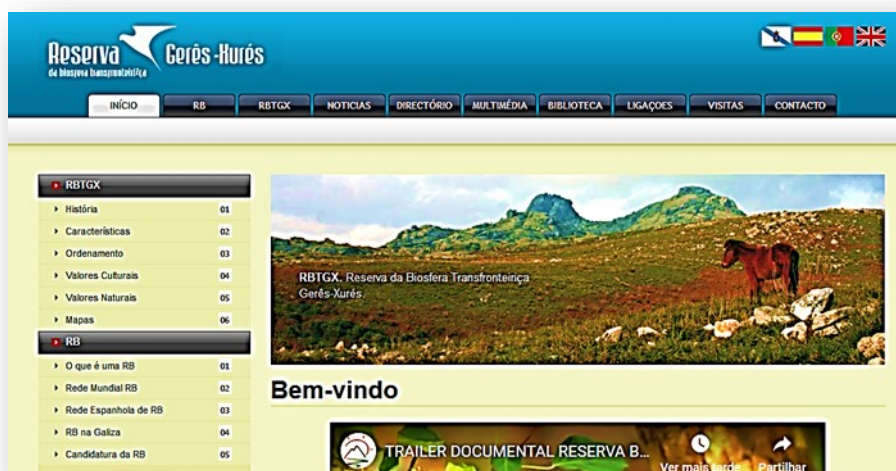 Reserva Gerês-Xurés
da biosfera transfronteiriça
INÍCIO RB RBTGX NOTICIAS DIRECTÓRIO MULTIMÉDIA BIBLIOTECA LIGAÇOES VISITAS CONTACTO
RBTGX
História 01
Características 02
Ordenamento 03
Valores Culturais 04
Valores Naturais 05
Mapas 06
RB
O que é uma RB 01
Rede Mundial RB 02
Rede Espanhola de RB 03
RB na Galiza 04
Candidatura da RB 05
RBTGX. Reserva da Biosfera Transfronteiriça
Gerês-Xurés.
Bem-vindo
TRAILER DOCUMENTAL RESERVA B...
Ver mais tarde Partilhar